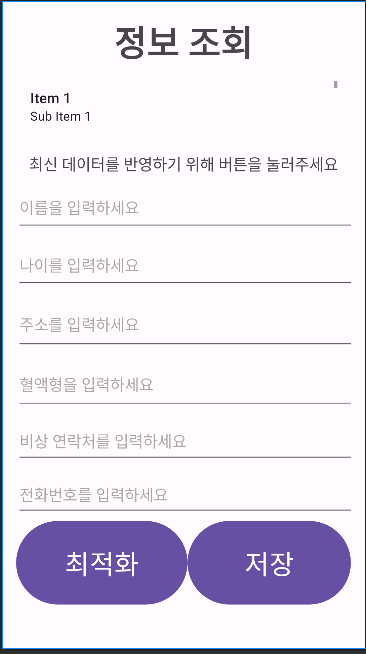 정보 조회
Item 1
Sub Item 1
최신 데이터를 반영하기 위해 버튼을 눌러주세요
이름을 입력하세요
나이를 입력하세요
주소를 입력하세요
혈액형을 입력하세요
비상 연락처를 입력하세요
전화번호를 입력하세요
최적화 저장